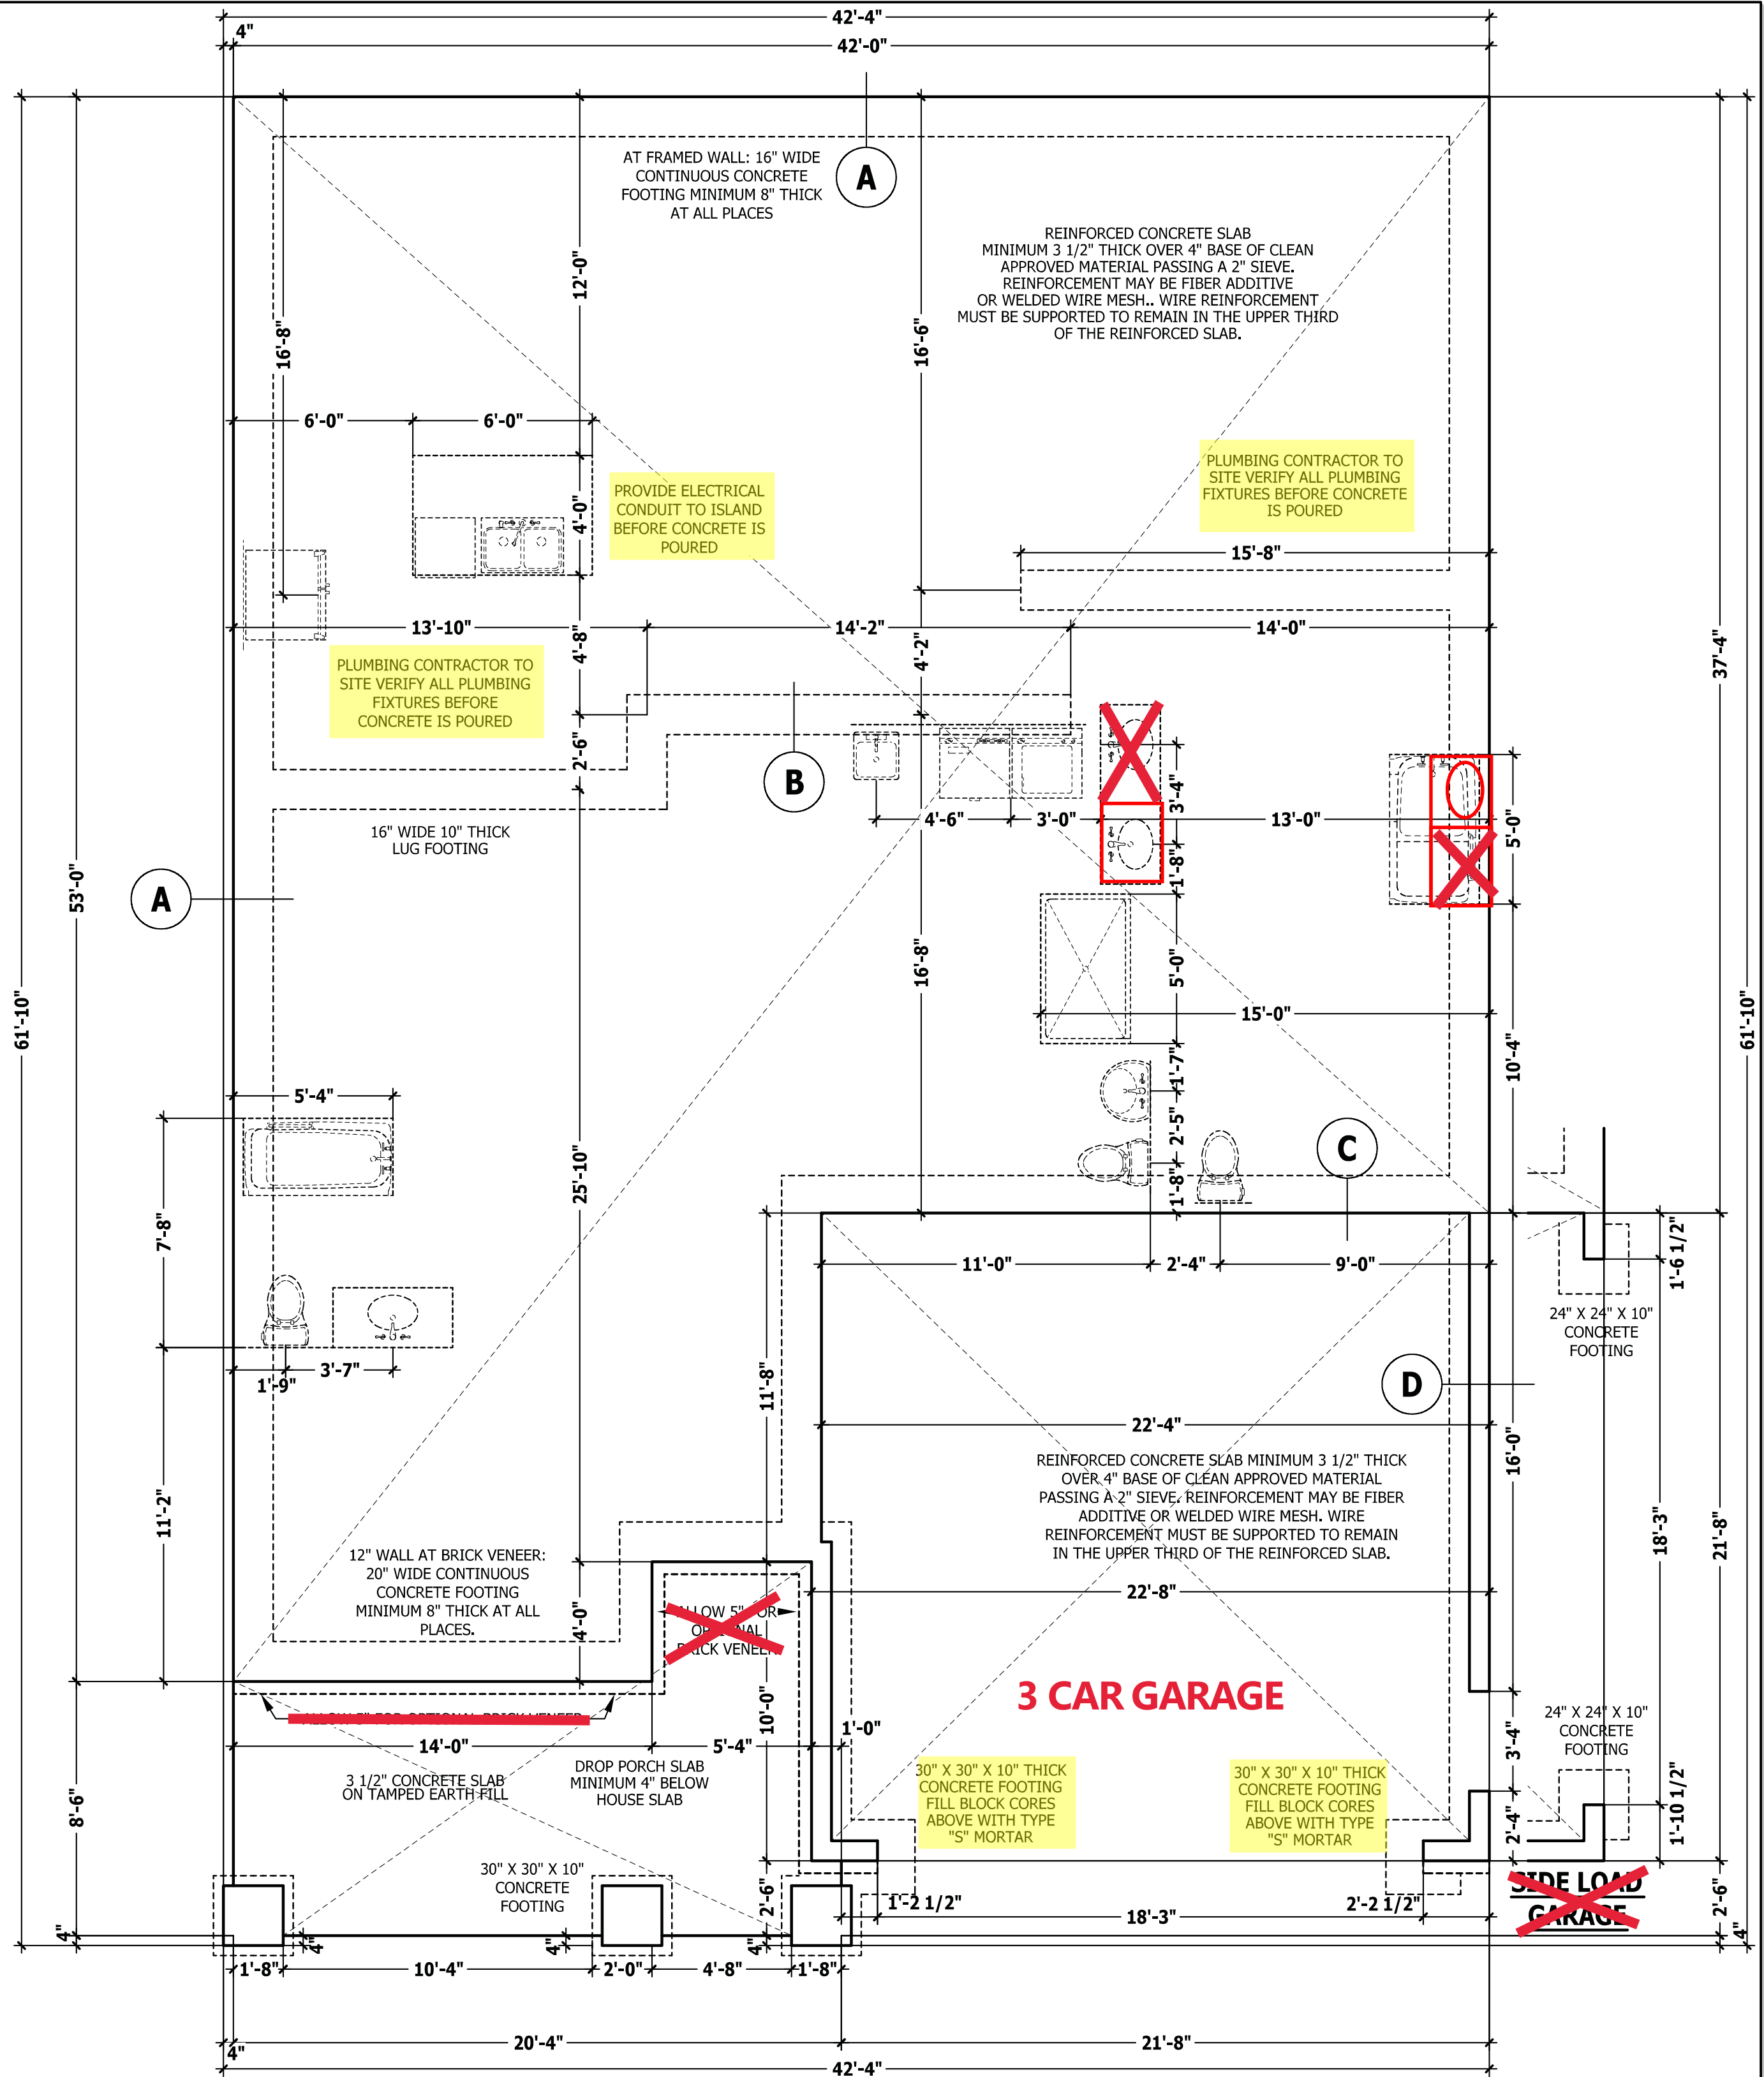 42'-4"
4"
42'-0"
A
AT FRAMED WALL: 16" WIDE
CONTINUOUS CONCRETE
FOOTING MINIMUM 8" THICK
AT ALL PLACES
REINFORCED CONCRETE SLAB
MINIMUM 3 1/2" THICK OVER 4" BASE OF CLEAN
APPROVED MATERIAL PASSING A 2" SIEVE.
REINFORCEMENT MAY BE FIBER ADDITIVE
OR WELDED WIRE MESH.. WIRE REINFORCEMENT
MUST BE SUPPORTED TO REMAIN IN THE UPPER THIRD
OF THE REINFORCED SLAB.
12'-0"
16'-8"
16'-6"
6'-0"
6'-0"
PROVIDE ELECTRICAL
CONDUIT TO ISLAND
BEFORE CONCRETE IS
POURED
PLUMBING CONTRACTOR TO
SITE VERIFY ALL PLUMBING
FIXTURES BEFORE CONCRETE
IS POURED
4'-0"
15'-8"
13'-10"
14'-2"
14'-0"
4'-8"
4'-2"
37'-4"
PLUMBING CONTRACTOR TO
SITE VERIFY ALL PLUMBING
FIXTURES BEFORE
CONCRETE IS POURED
2'-6"
B
3'-4"
4'-6"
3'-0"
13'-0"
5'-0"
16" WIDE 10" THICK
LUG FOOTING
1'-8"
A
53'-0"
16'-8"
5'-0"
15'-0"
61'-10"
61'-10"
10'-4"
1'-7"
5'-4"
2'-5"
C
25'-10"
1'-8"
7'-8"
11'-0"
2'-4"
9'-0"
1'-6 1/2"
24" X 24" X 10"
CONCRETE
FOOTING
1'-9"
3'-7"
11'-8"
D
22'-4"
16'-0"
REINFORCED CONCRETE SLAB MINIMUM 3 1/2" THICK
OVER 4" BASE OF CLEAN APPROVED MATERIAL
PASSING A 2" SIEVE. REINFORCEMENT MAY BE FIBER
ADDITIVE OR WELDED WIRE MESH. WIRE
REINFORCEMENT MUST BE SUPPORTED TO REMAIN
IN THE UPPER THIRD OF THE REINFORCED SLAB.
11'-2"
18'-3"
21'-8"
12" WALL AT BRICK VENEER:
20" WIDE CONTINUOUS
CONCRETE FOOTING
MINIMUM 8" THICK AT ALL
PLACES.
22'-8"
4'-0"
ALLOW 5" FOR
OPTIONAL
BRICK VENEER
3 CAR GARAGE
10'-0"
ALLOW 5" FOR OPTIONAL BRICK VENEER
24" X 24" X 10"
CONCRETE
FOOTING
1'-0"
14'-0"
5'-4"
3'-4"
3 1/2" CONCRETE SLAB
ON TAMPED EARTH FILL
DROP PORCH SLAB
MINIMUM 4" BELOW
HOUSE SLAB
30" X 30" X 10" THICK
CONCRETE FOOTING
FILL BLOCK CORES
ABOVE WITH TYPE
"S" MORTAR
30" X 30" X 10" THICK
CONCRETE FOOTING
FILL BLOCK CORES
ABOVE WITH TYPE
"S" MORTAR
8'-6"
2'-4"
1'-10 1/2"
30" X 30" X 10"
CONCRETE
FOOTING
SIDE LOAD
GARAGE
2'-6"
1'-2 1/2"
18'-3"
2'-2 1/2"
2'-6"
4"
4"
4"
4"
4"
1'-8"
10'-4"
2'-0"
4'-8"
1'-8"
20'-4"
21'-8"
4"
42'-4"